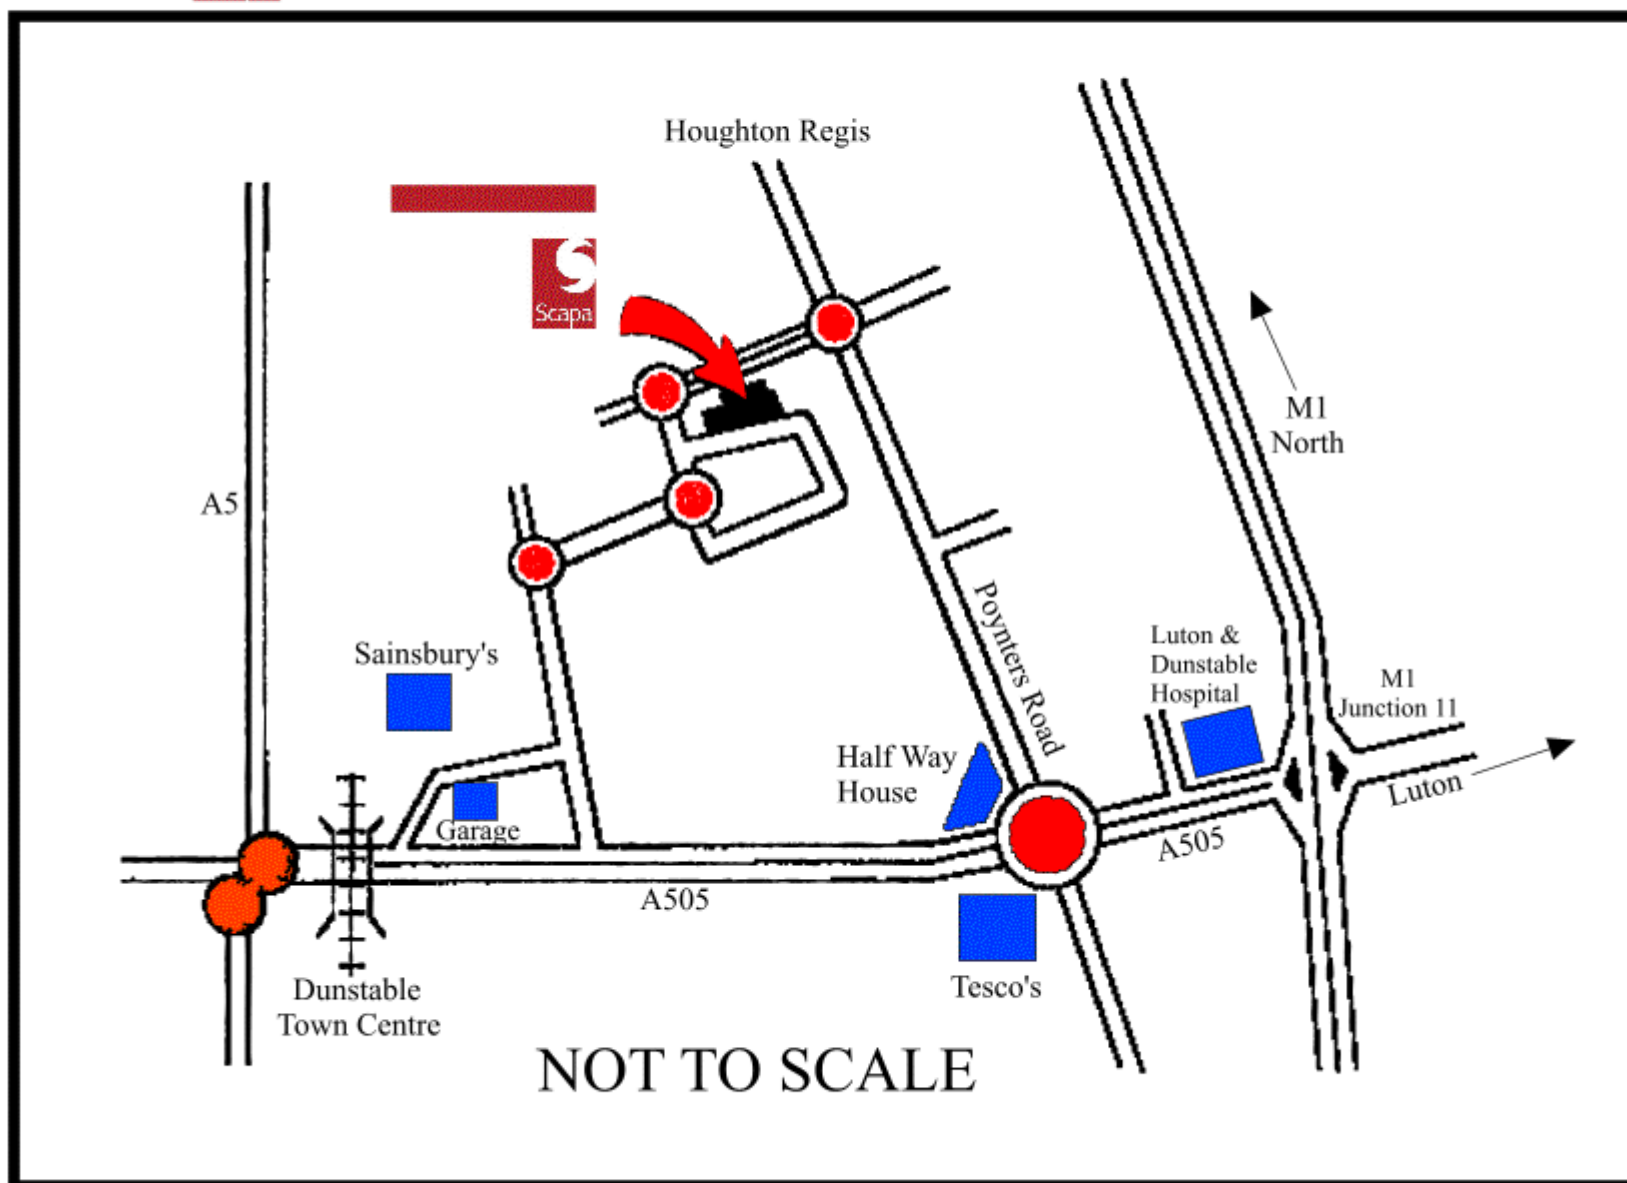 Houghton Regis
Scapa
M1
North
A5
Poynters Road
Luton &
Dunstable
Hospital
Sainsbury's
M1
Junction 11
Half Way
House
Luton
Garage
A505
A505
Tesco's
Dunstable
Town Centre
NOT TO SCALE